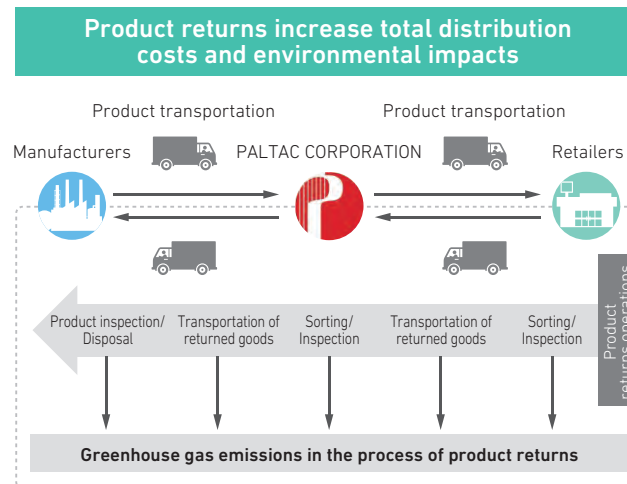 Product returns increase total distribution
costs and environmental impacts
Product transportation
Product transportation
Manufacturers
PALTAC CORPORATION
Retailers
Product inspection/
Disposal
Transportation of
returned goods
Sorting/
Inspection
Transportation of
returned goods
Sorting/
Inspection
Product
returns operations
Greenhouse gas emissions in the process of product returns